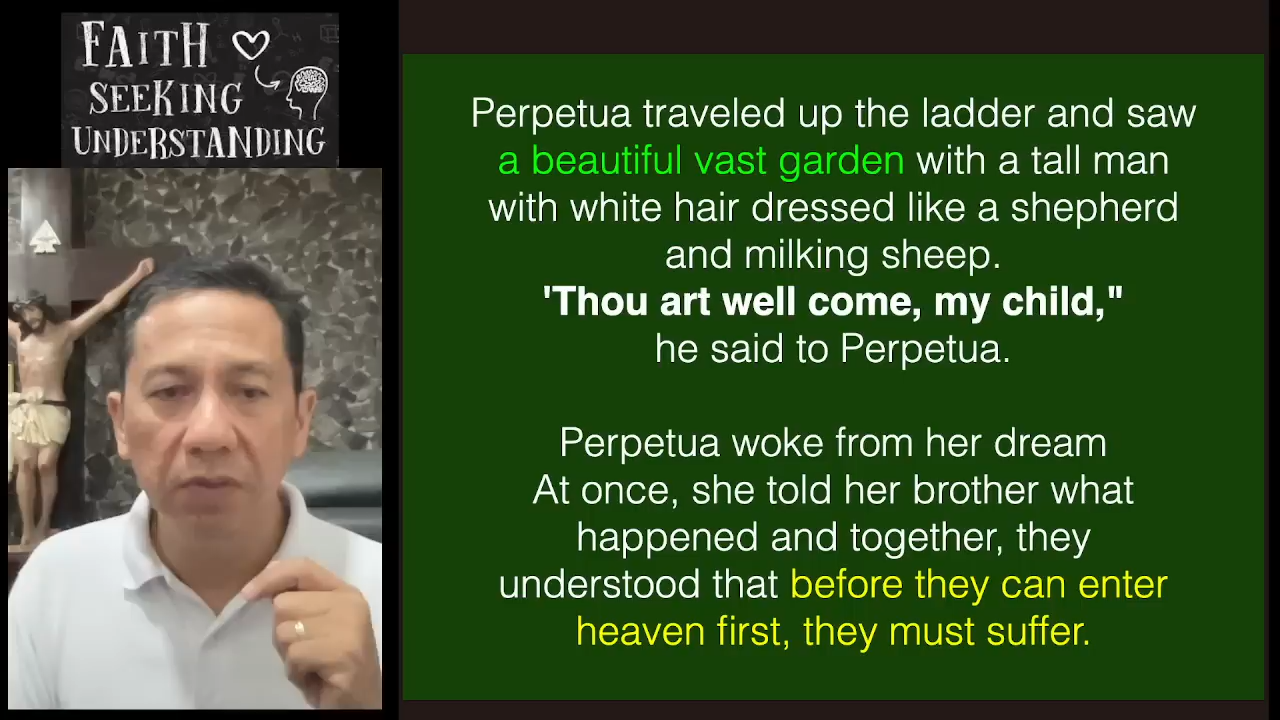 FAITH
SEEKING
UNDERSTANDING
Perpetua traveled up the ladder and saw
a beautiful vast garden with a tall man
with white hair dressed like a shepherd
and milking sheep.
'Thou art well come, my child,"
he said to Perpetua.
Perpetua woke from her dream
At once, she told her brother what
happened and together, they
understood that before they can enter
heaven first, they must suffer.